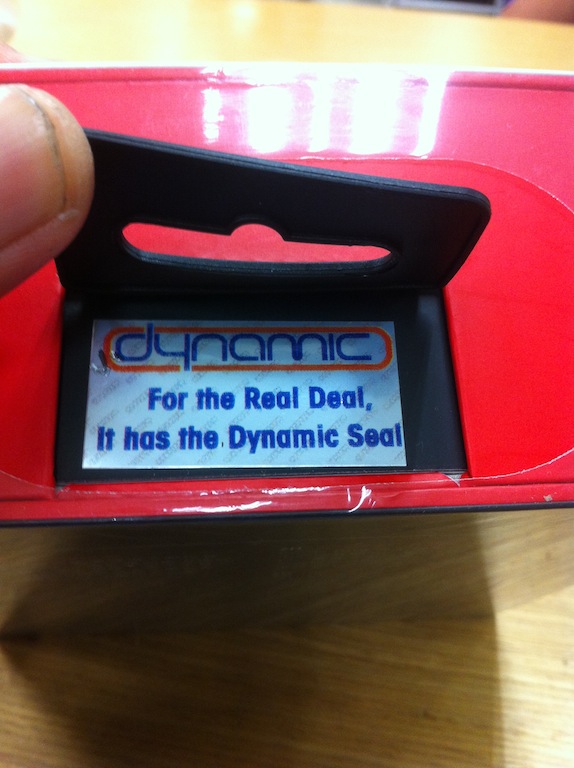 dynamic
For the Real Deal,
It has the Dynamic Seal